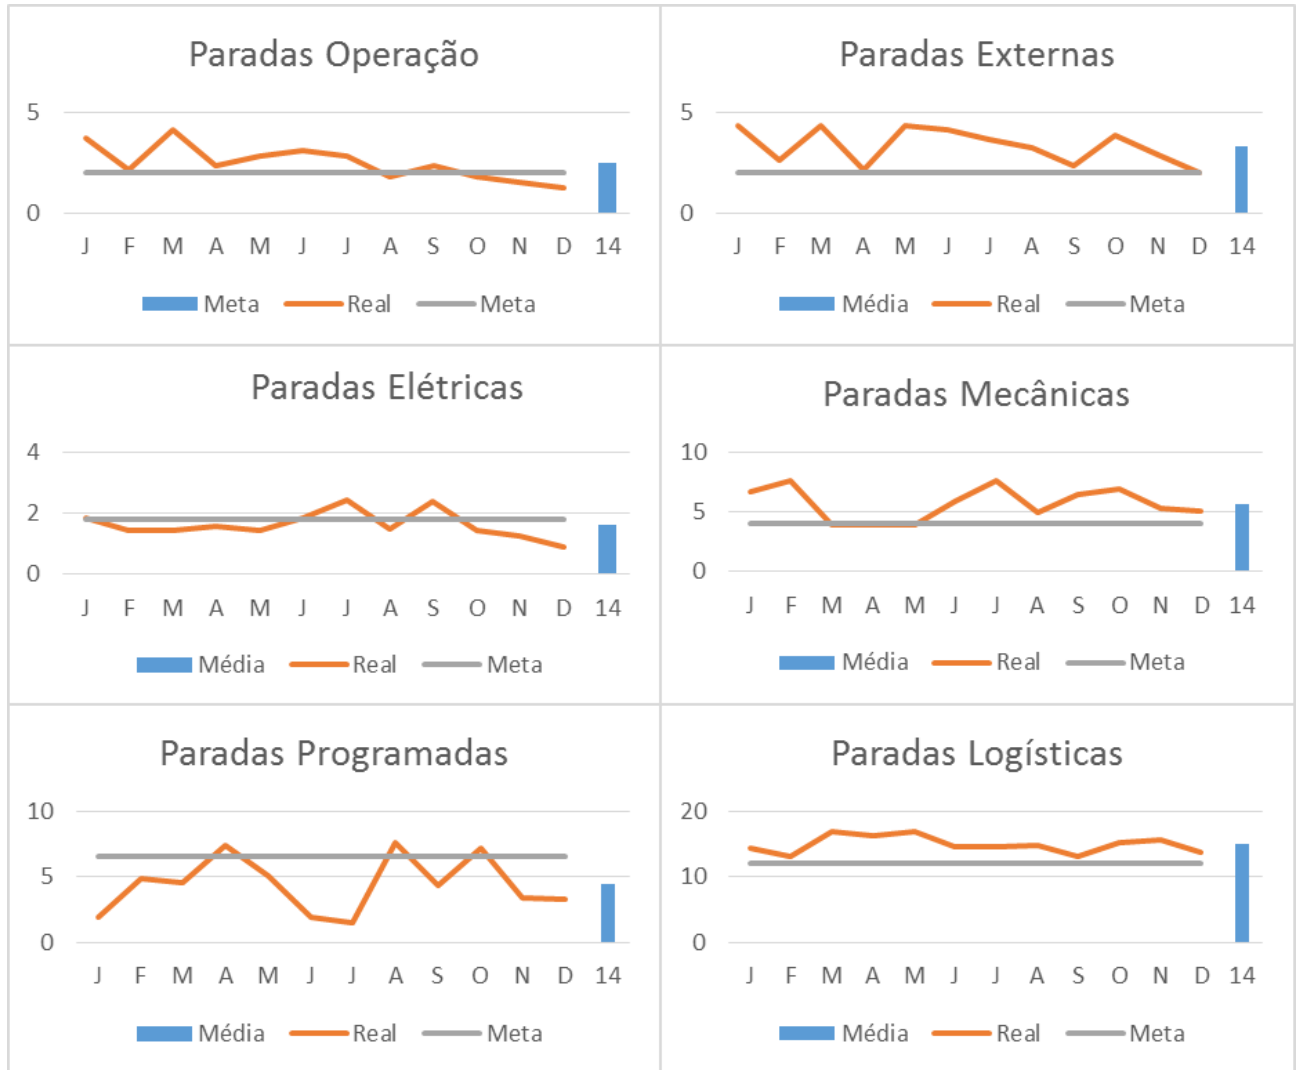 Paradas Operação
5
0
J F M A M J J A S O N D 14
Meta Real Meta
Paradas Externas
5
0
J F M A M J J A S O N D 14
Média Real Meta
Paradas Elétricas
4
2
0
J F M A M J J A S O N D 14
Média Real Meta
Paradas Mecânicas
10
5
0
J F M A M J J A S O N D 14
Média Real Meta
Paradas Programadas
10
5
0
J F M A M J J A S O N D 14
Média Real Meta
Paradas Logísticas
20
10
0
J F M A M J J A S O N D 14
Média Real Meta